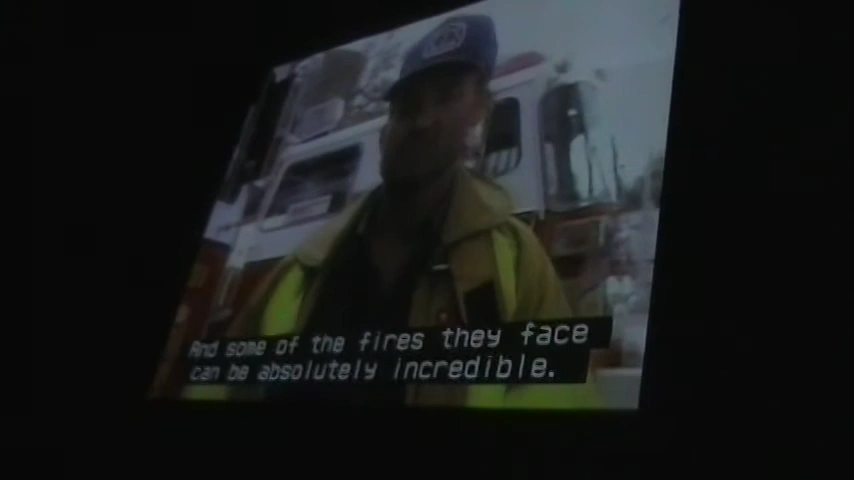 And some of the fires they face
can be absolutely incredible.